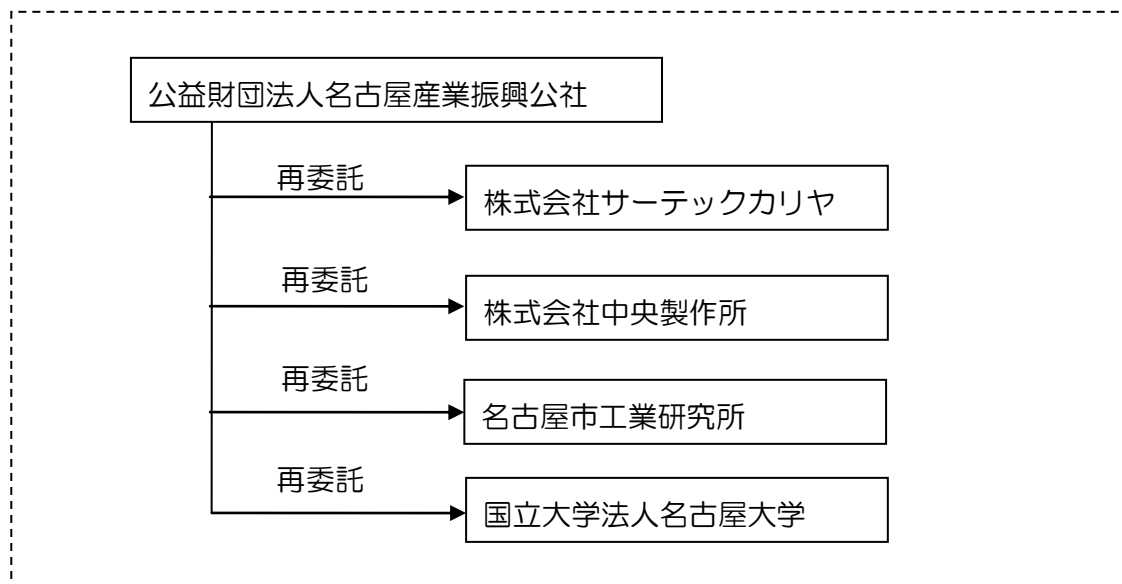 公益財団法人名古屋産業振興公社
再委託
株式会社サーテックカリヤ
再委託
株式会社中央製作所
再委託
名古屋市工業研究所
再委託
国立大学法人名古屋大学